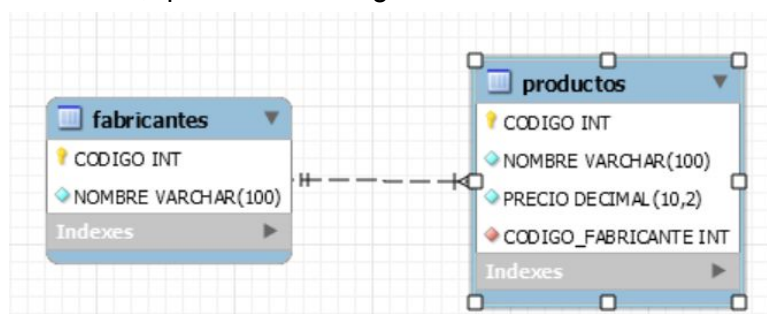 fabricantes
CODIGO INT
NOMBRE VARCHAR(100)
Indexes
productos
CODIGO INT
NOMBRE VARCHAR(100)
PRECIO DECIMAL(10,2)
CODIGO_FABRICANTE INT
Indexes